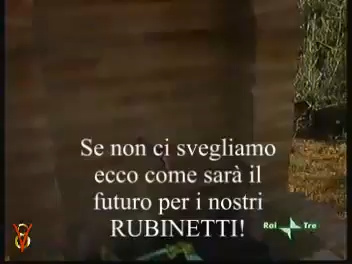 Se non ci svegliamo
ecco come sarà il
futuro per i nostri
RUBINETTI!
Rai Tre